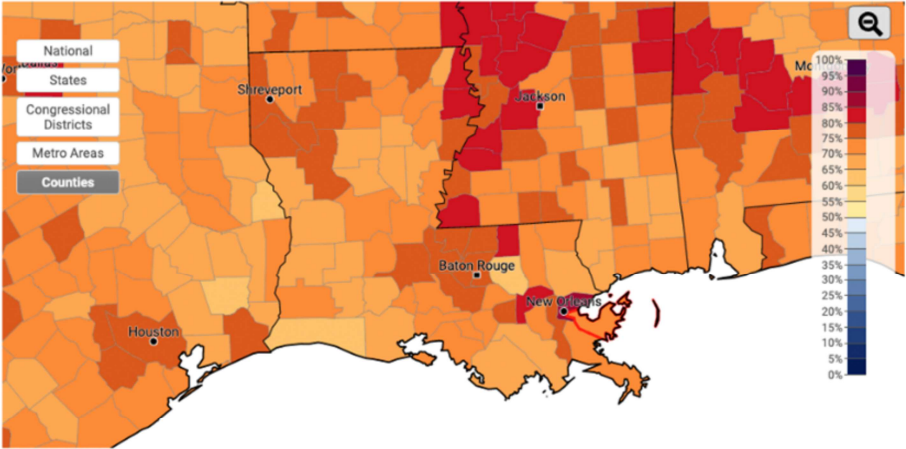 National
States
Congressional
Districts
Metro Areas
Counties
Shreveport
Jackson
Baton Rouge
New Orleans
Houston
100%
95%
90%
85%
80%
75%
70%
65%
60%
55%
50%
45%
40%
35%
30%
25%
20%
15%
10%
5%
0%